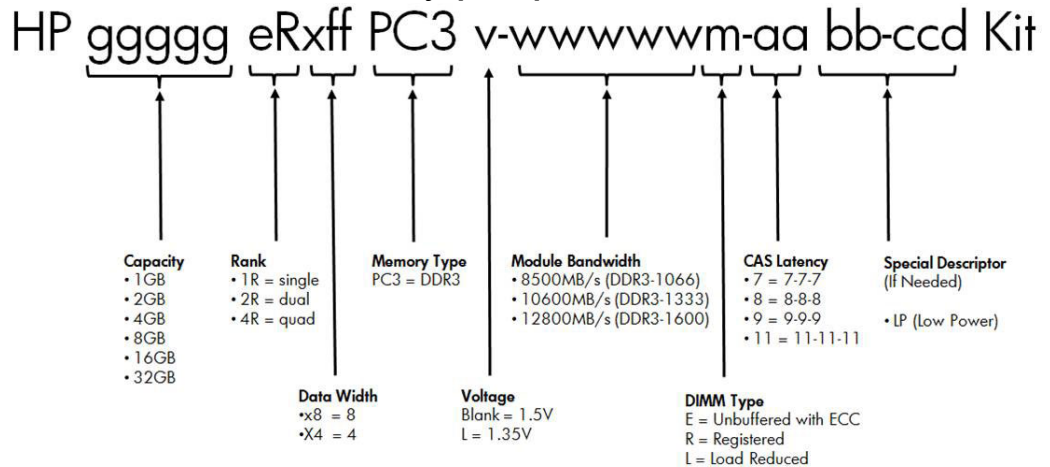 HP ggggg eRxff PC3 v-wwwwwm-aa bb-ccd Kit
Capacity
• 1GB
• 2GB
• 4GB
• 8GB
• 16GB
• 32GB
Rank
• 1R = single
• 2R = dual
• 4R = quad
Memory Type
PC3 = DDR3
Module Bandwidth
• 8500MB/s (DDR3-1066)
• 10600MB/s (DDR3-1333)
• 12800MB/s (DDR3-1600)
CAS Latency
• 7 = 7-7-7
• 8 = 8-8-8
• 9 = 9-9-9
• 11 = 11-11-11
Special Descriptor
(If Needed)
• LP (Low Power)
Data Width
•x8 = 8
•X4 = 4
Voltage
Blank = 1.5V
L = 1.35V
DIMM Type
E = Unbuffered with ECC
R = Registered
L = Load Reduced